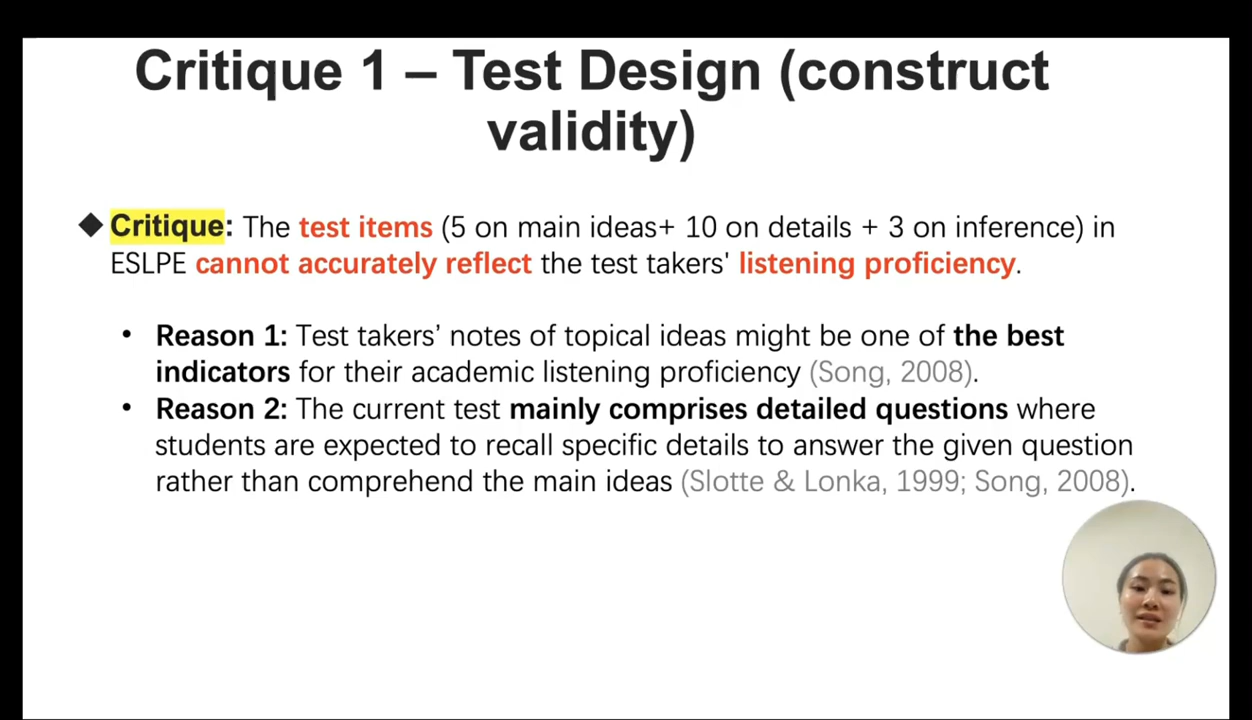 Critique 1 – Test Design (construct
validity)
◆ Critique: The test items (5 on main ideas+ 10 on details + 3 on inference) in
ESLPE cannot accurately reflect the test takers' listening proficiency.
• Reason 1: Test takers’ notes of topical ideas might be one of the best
indicators for their academic listening proficiency (Song, 2008).
• Reason 2: The current test mainly comprises detailed questions where
students are expected to recall specific details to answer the given question
rather than comprehend the main ideas (Slotte & Lonka, 1999; Song, 2008).